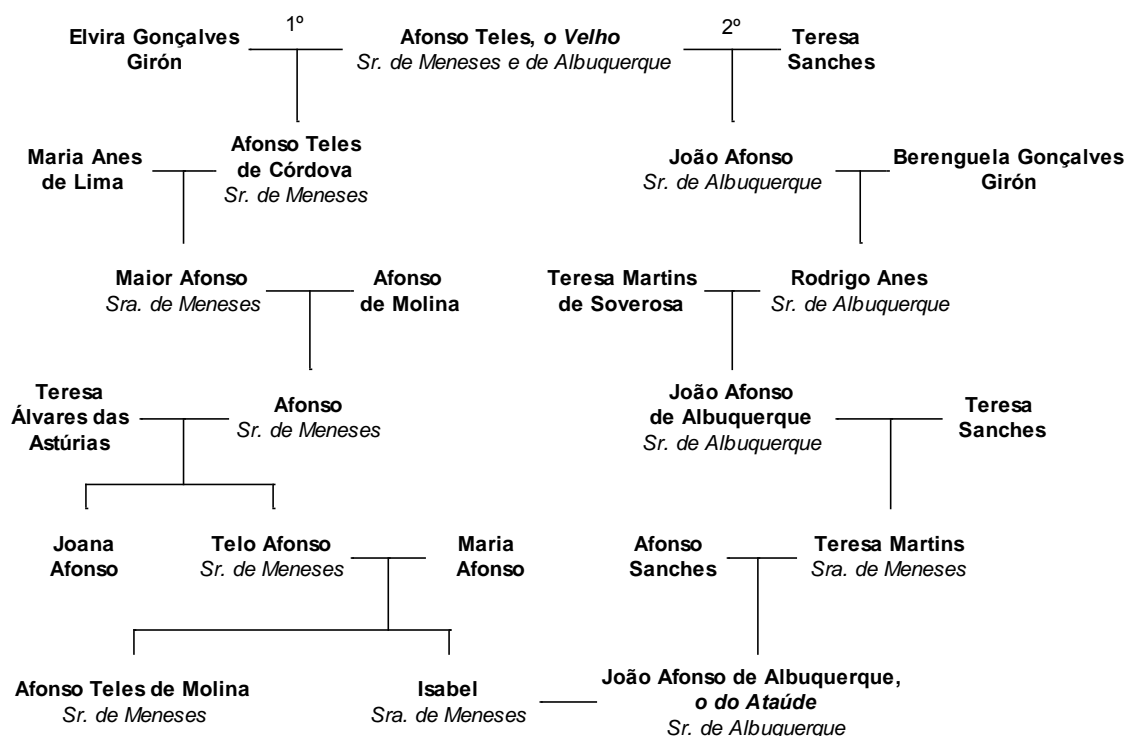 Elvira Gonçalves
Girón
1º
Afonso Teles, o Velho
Sr. de Meneses e de Albuquerque
2º
Teresa
Sanches
Maria Anes
de Lima
Afonso Teles
de Córdova
Sr. de Meneses
João Afonso
Sr. de Albuquerque
Berenguela Gonçalves
Girón
Maior Afonso
Sra. de Meneses
Afonso
de Molina
Teresa Martins
de Soverosa
Rodrigo Anes
Sr. de Albuquerque
Teresa
Álvares das
Astúrias
Afonso
Sr. de Meneses
João Afonso
de Albuquerque
Sr. de Albuquerque
Teresa
Sanches
Joana
Afonso
Telo Afonso
Sr. de Meneses
Maria
Afonso
Afonso
Sanches
Teresa Martins
Sra. de Meneses
Afonso Teles de Molina
Sr. de Meneses
Isabel
Sra. de Meneses
João Afonso de Albuquerque,
o do Ataúde
Sr. de Albuquerque